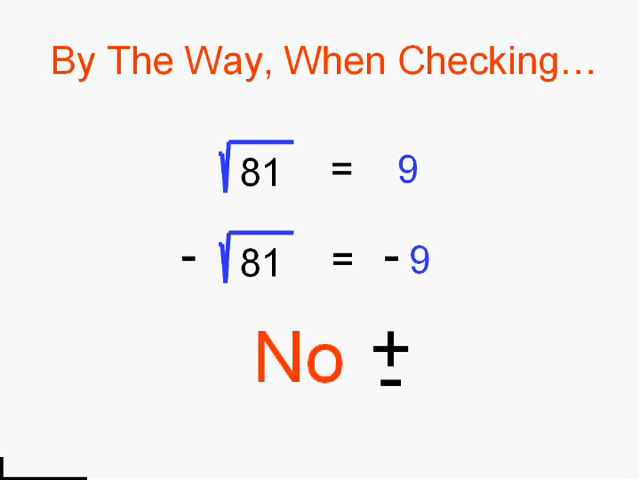 By The Way, When Checking...
√81 = 9
- √81 = - 9
No ±